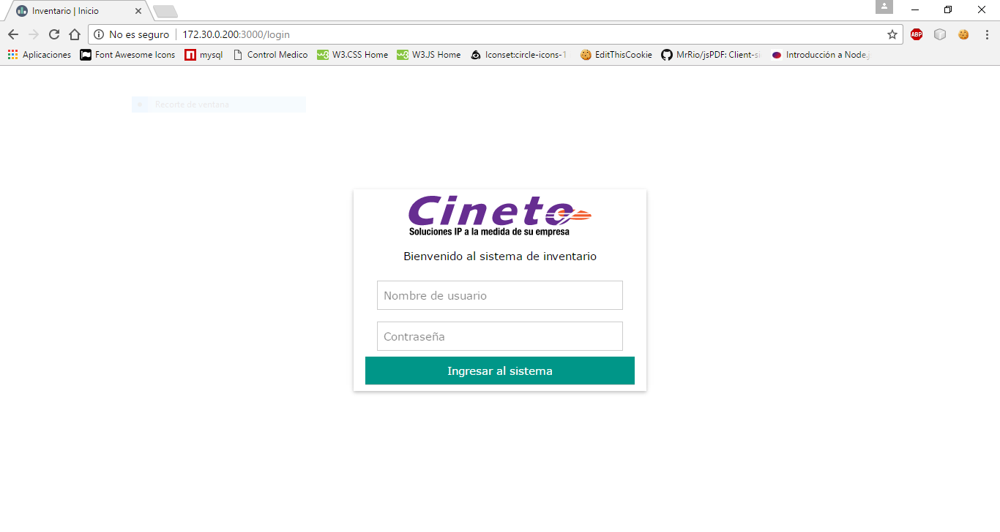 Inventario | Inicio
No es seguro | 172.30.0.200:3000/login
ABP
Aplicaciones Font Awesome Icons mysql Control Medico W3.CSS Home W3.JS Home Iconset:circle-icons-1 EditThisCookie MrRio/jsPDF: Client-si Introducción a Node.j
Recorte de ventana
Cineto
Soluciones IP a la medida de su empresa
Bienvenido al sistema de inventario
Nombre de usuario
Contraseña
Ingresar al sistema